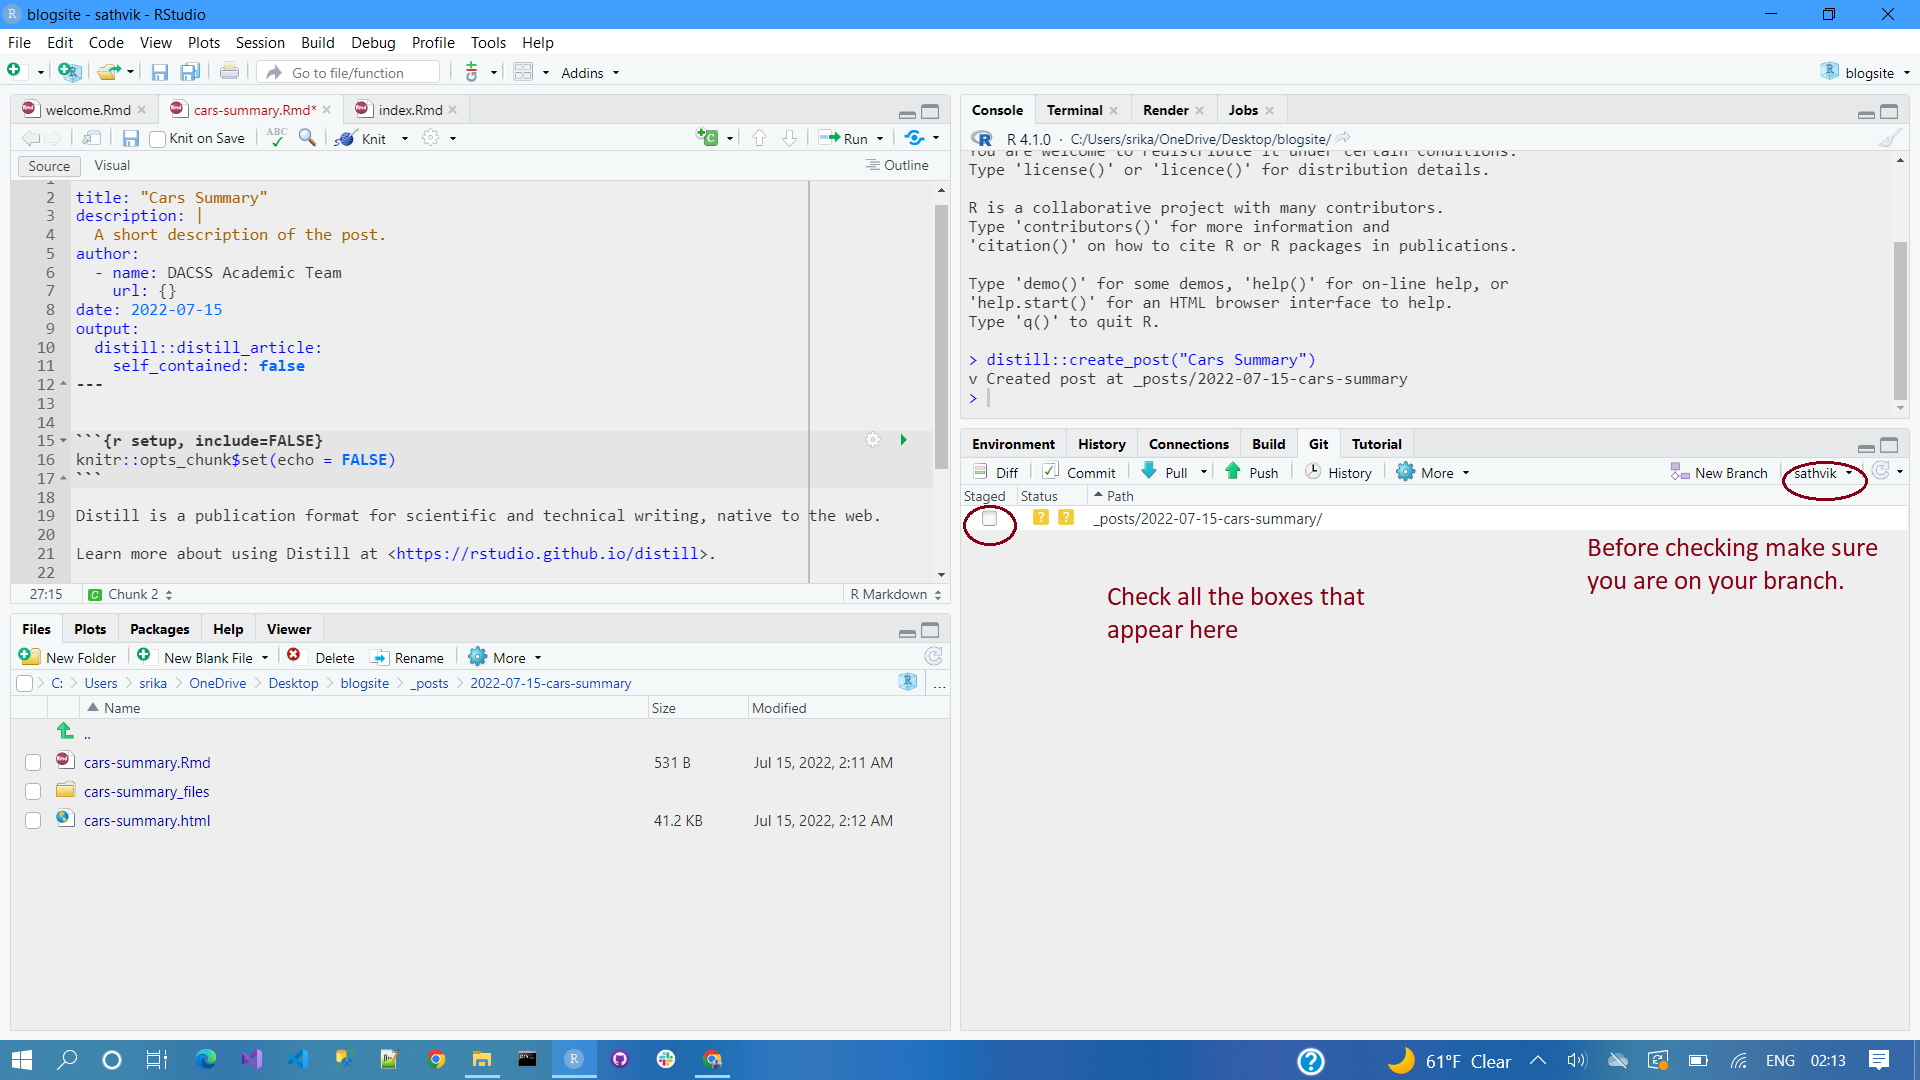 blogsite - sathvik - RStudio
File Edit Code View Plots Session Build Debug Profile Tools Help
Go to file/function Addins blogsite
welcome.Rmd cars-summary.Rmd* index.Rmd
Knit on Save ABC Knit Run
Source Visual Outline
1
2 title: "Cars Summary"
3 description: |
4 A short description of the post.
5 author:
6 - name: DACSS Academic Team
7 url: {}
8 date: 2022-07-15
9 output:
10 distill::distill_article:
11 self_contained: false
12 ---
13
14
15 ```{r setup, include=FALSE}
16 knitr::opts_chunk$set(echo = FALSE)
17 ```
18
19 Distill is a publication format for scientific and technical writing, native to the web.
20
21 Learn more about using Distill at <https://rstudio.github.io/distill>.
22
27:15 Chunk 2 R Markdown
Files Plots Packages Help Viewer
New Folder New Blank File Delete Rename More
C: Users srika OneDrive Desktop blogsite _posts 2022-07-15-cars-summary ...
Name Size Modified
..
cars-summary.Rmd 531 B Jul 15, 2022, 2:11 AM
cars-summary_files
cars-summary.html 41.2 KB Jul 15, 2022, 2:12 AM
Console Terminal Render Jobs
R 4.1.0 · C:/Users/srika/OneDrive/Desktop/blogsite/
You are welcome to redistribute it under certain conditions.
Type 'license()' or 'licence()' for distribution details.
R is a collaborative project with many contributors.
Type 'contributors()' for more information and
'citation()' on how to cite R or R packages in publications.
Type 'demo()' for some demos, 'help()' for on-line help, or
'help.start()' for an HTML browser interface to help.
Type 'q()' to quit R.
> distill::create_post("Cars Summary")
v Created post at _posts/2022-07-15-cars-summary
>
Environment History Connections Build Git Tutorial
Diff Commit Pull Push History More New Branch sathvik
Staged Status Path
? ? _posts/2022-07-15-cars-summary/
Before checking make sure
you are on your branch.
Check all the boxes that
appear here
61°F Clear ENG 02:13